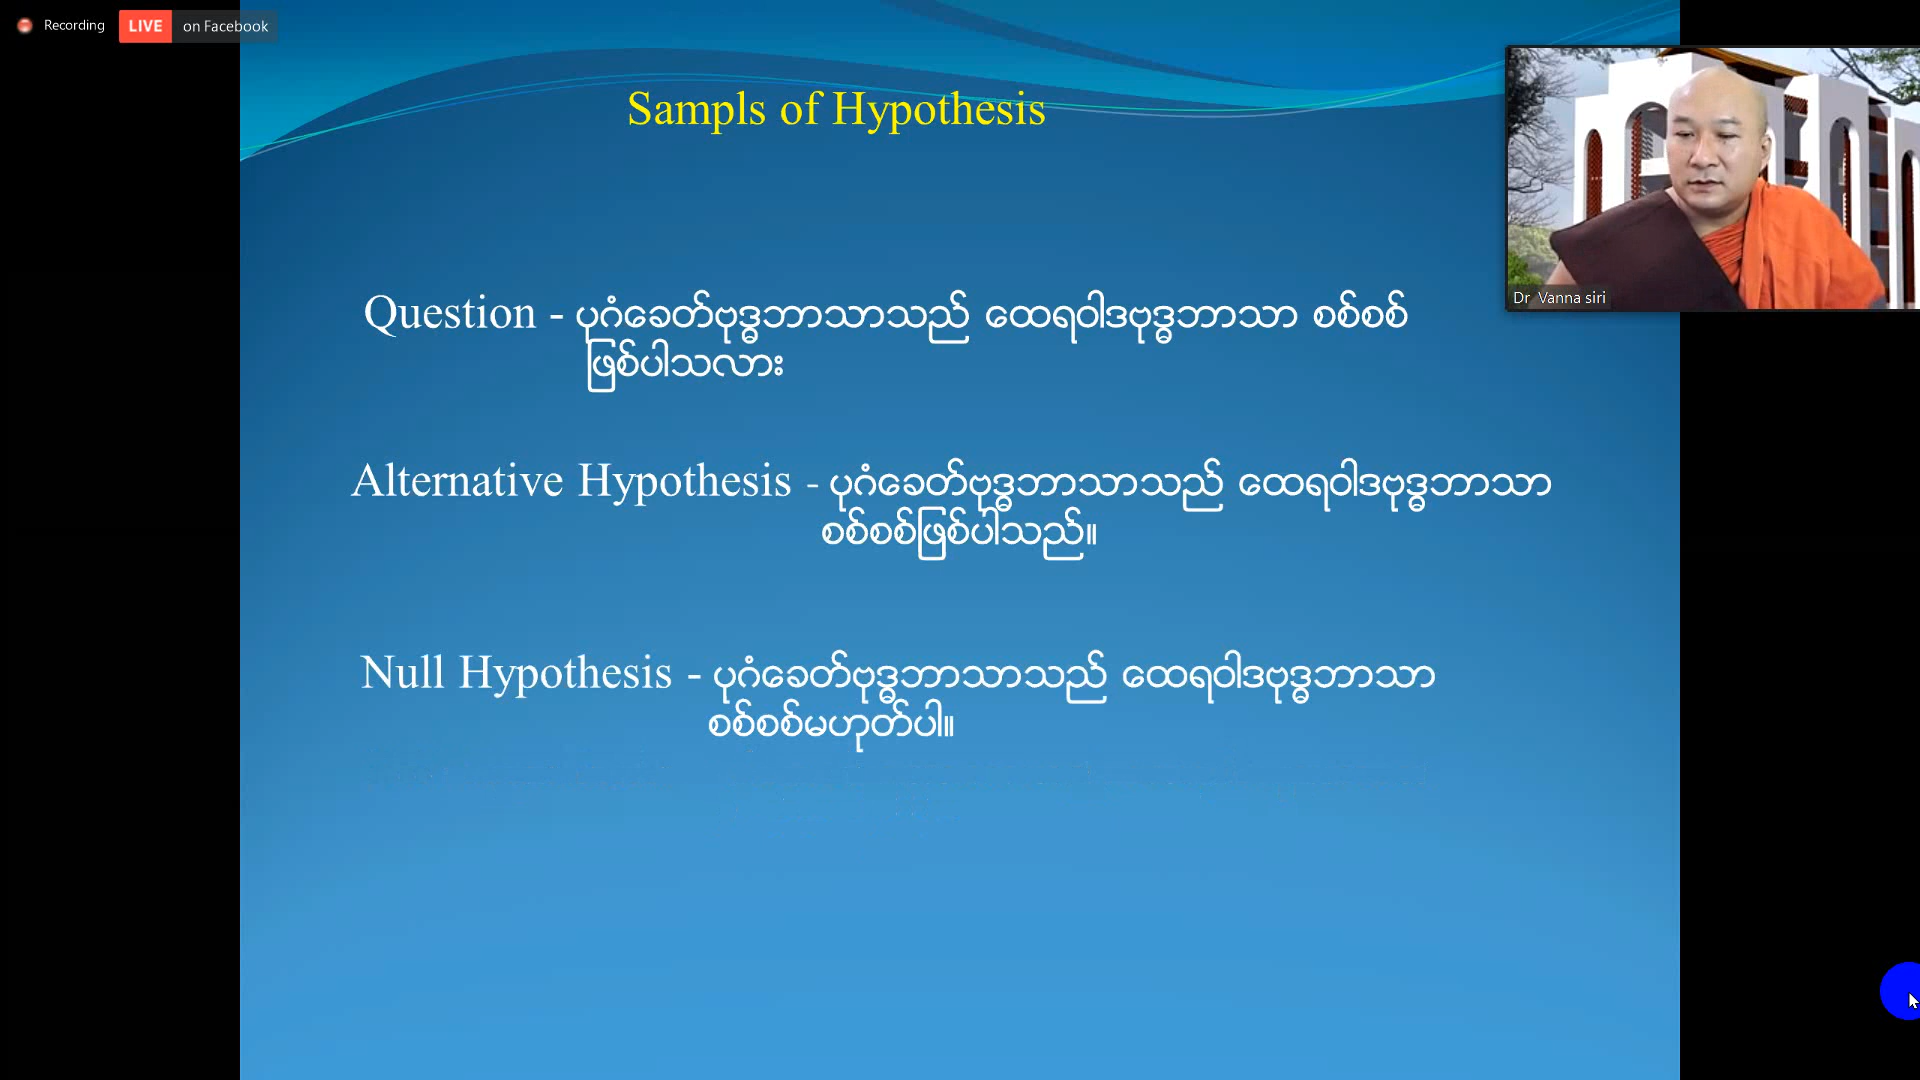 Recording LIVE on Facebook
Sampls of Hypothesis
Dr Vanna siri
Question - ပုဂံခေတ်ဗုဒ္ဓဘာသာသည် ထေရဝါဒဗုဒ္ဓဘာသာ စစ်စစ်
ဖြစ်ပါသလား
Alternative Hypothesis - ပုဂံခေတ်ဗုဒ္ဓဘာသာသည် ထေရဝါဒဗုဒ္ဓဘာသာ
စစ်စစ်ဖြစ်ပါသည်။
Null Hypothesis - ပုဂံခေတ်ဗုဒ္ဓဘာသာသည် ထေရဝါဒဗုဒ္ဓဘာသာ
စစ်စစ်မဟုတ်ပါ။